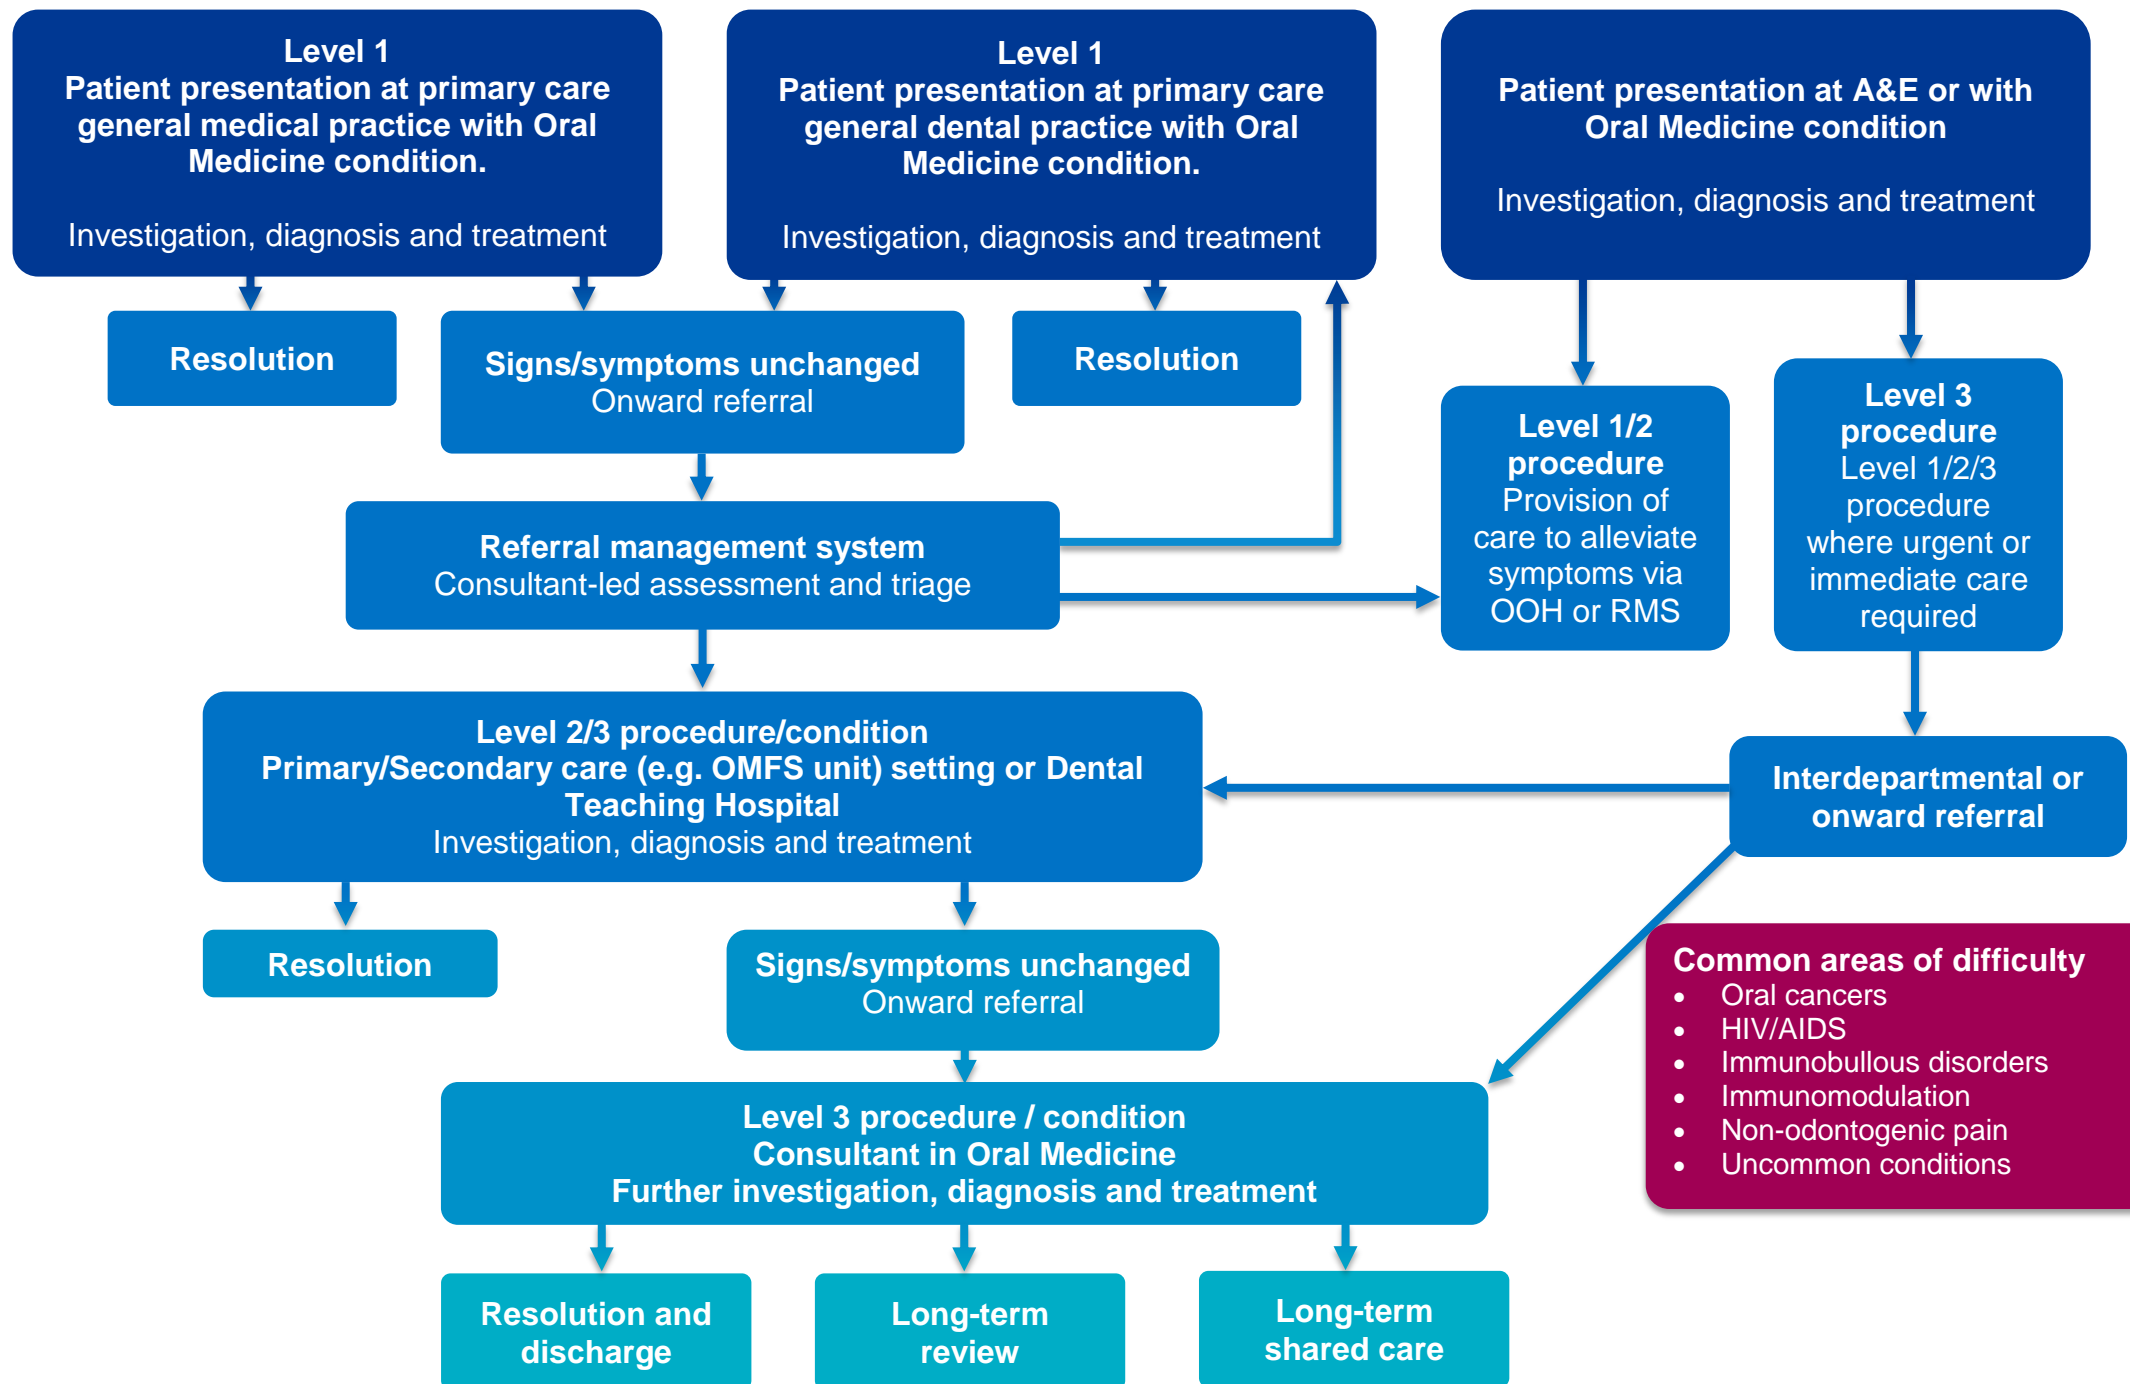 Level 1
Patient presentation at primary care
general medical practice with Oral
Medicine condition.
Investigation, diagnosis and treatment
Level 1
Patient presentation at primary care
general dental practice with Oral
Medicine condition.
Investigation, diagnosis and treatment
Patient presentation at A&E or with
Oral Medicine condition
Investigation, diagnosis and treatment
Resolution
Signs/symptoms unchanged
Onward referral
Resolution
Level 1/2
procedure
Provision of
care to alleviate
symptoms via
OOH or RMS
Level 3
procedure
Level 1/2/3
procedure
where urgent or
immediate care
required
Referral management system
Consultant-led assessment and triage
Level 2/3 procedure/condition
Primary/Secondary care (e.g. OMFS unit) setting or Dental
Teaching Hospital
Investigation, diagnosis and treatment
Interdepartmental or
onward referral
Resolution
Signs/symptoms unchanged
Onward referral
Common areas of difficulty
• Oral cancers
• HIV/AIDS
• Immunobullous disorders
• Immunomodulation
• Non-odontogenic pain
• Uncommon conditions
Level 3 procedure / condition
Consultant in Oral Medicine
Further investigation, diagnosis and treatment
Resolution and
discharge
Long-term
review
Long-term
shared care